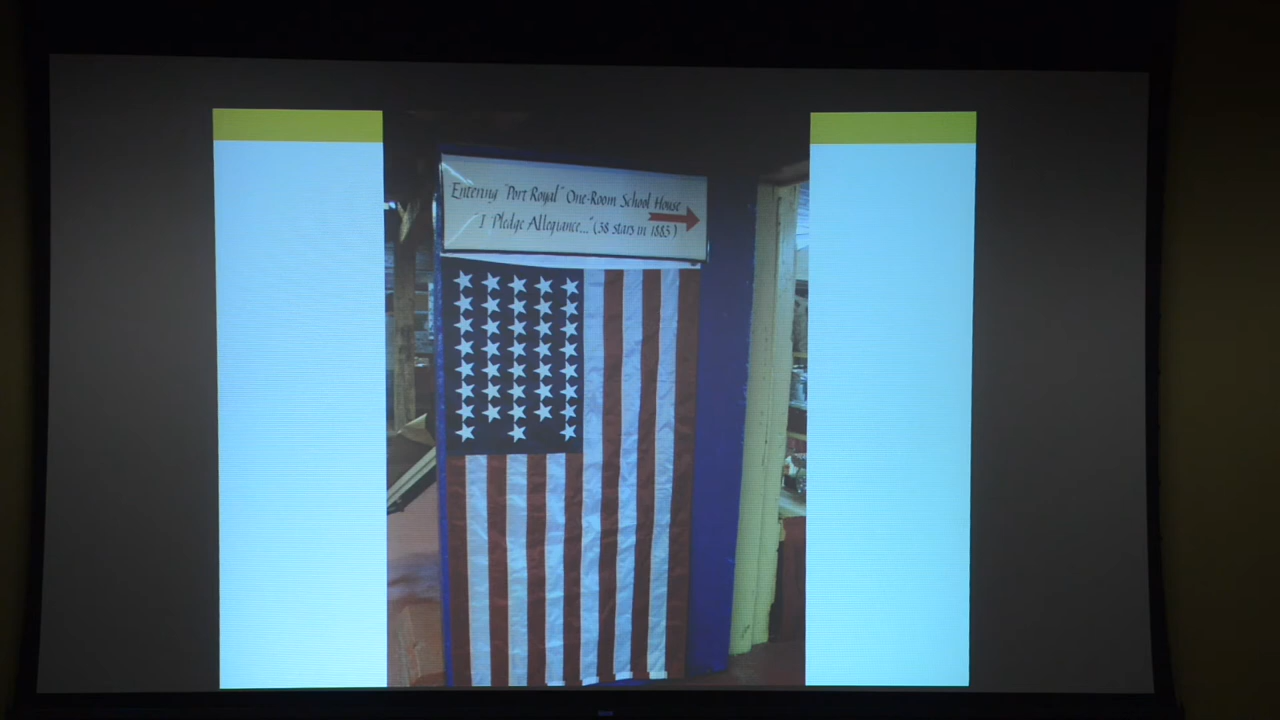 Entering "Port Royal" One-Room School House
I Pledge Allegiance..." (38 stars in 1883)